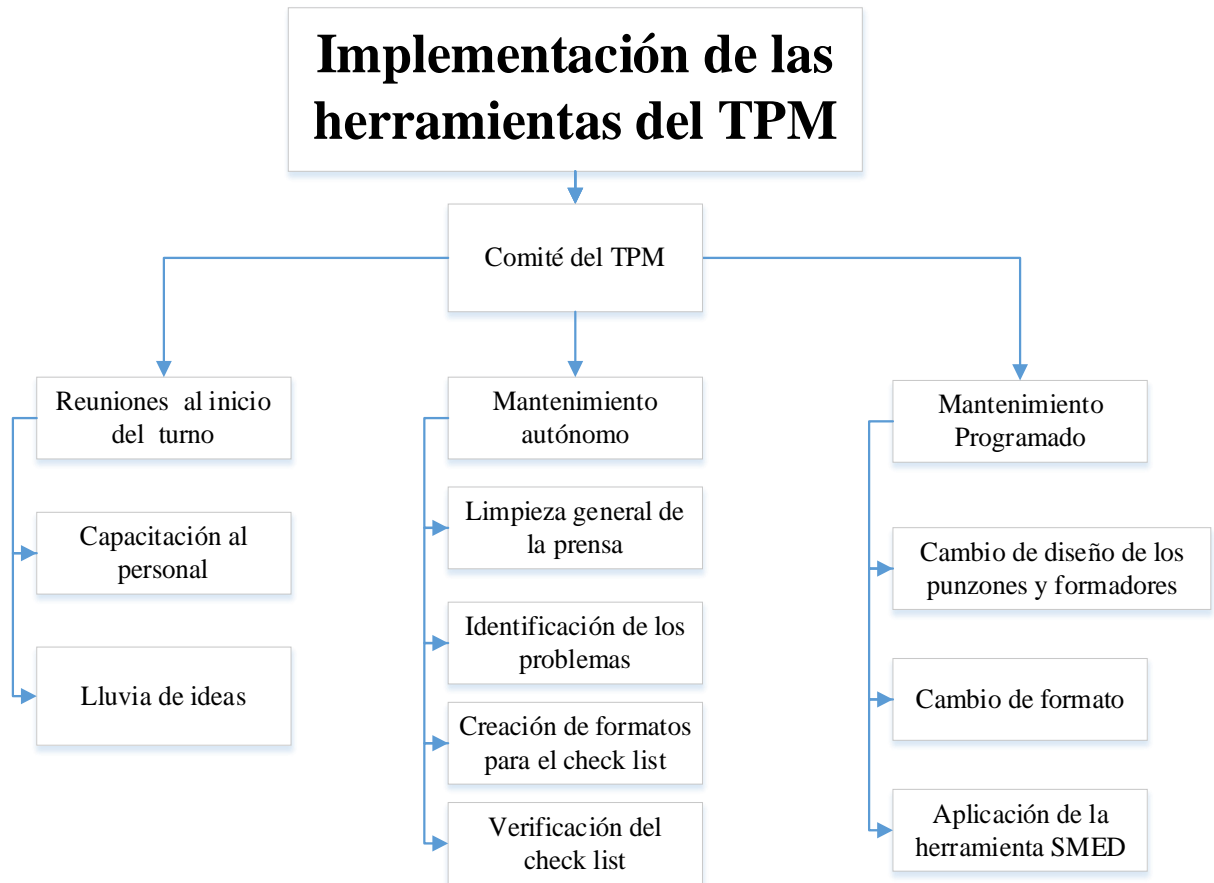 Implementación de las
herramientas del TPM
Comité del TPM
Reuniones al inicio
del turno
Capacitación al
personal
Lluvia de ideas
Mantenimiento
autónomo
Limpieza general de
la prensa
Identificación de los
problemas
Creación de formatos
para el check list
Verificación del
check list
Mantenimiento
Programado
Cambio de diseño de los
punzones y formadores
Cambio de formato
Aplicación de la
herramienta SMED